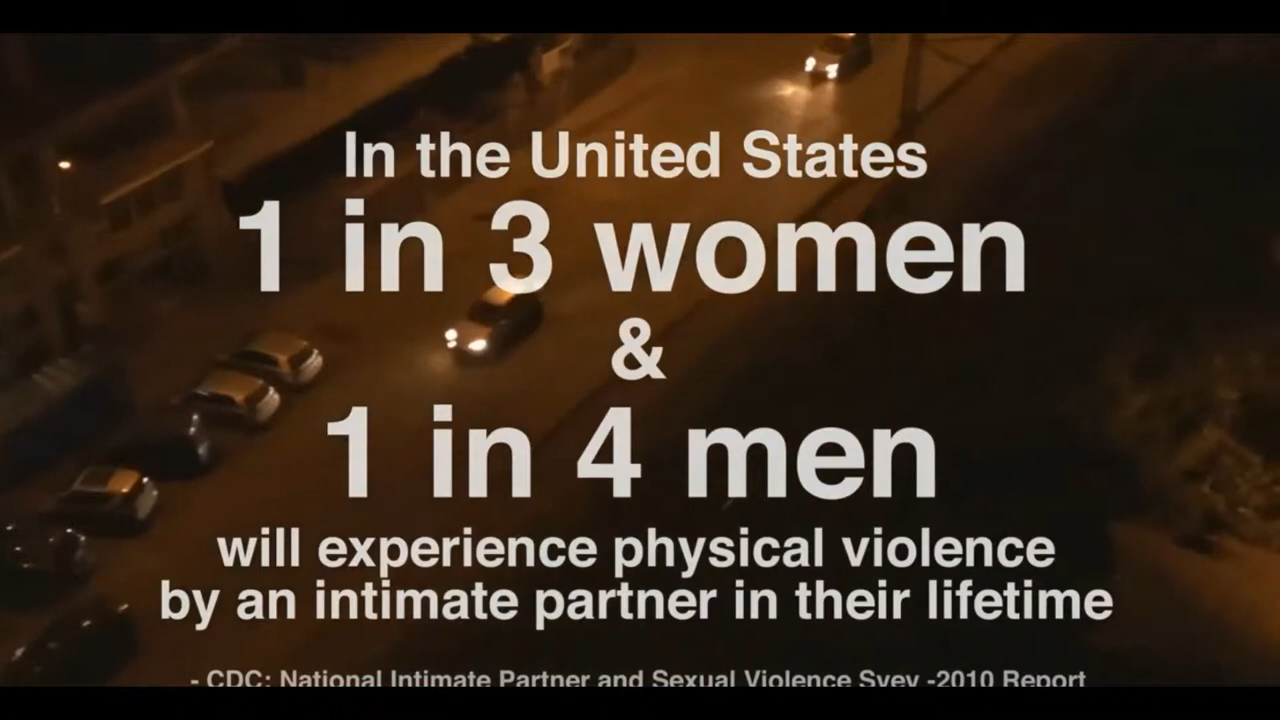 In the United States
1 in 3 women
&
1 in 4 men
will experience physical violence
by an intimate partner in their lifetime
- CDC: National Intimate Partner and Sexual Violence Svey -2010 Report